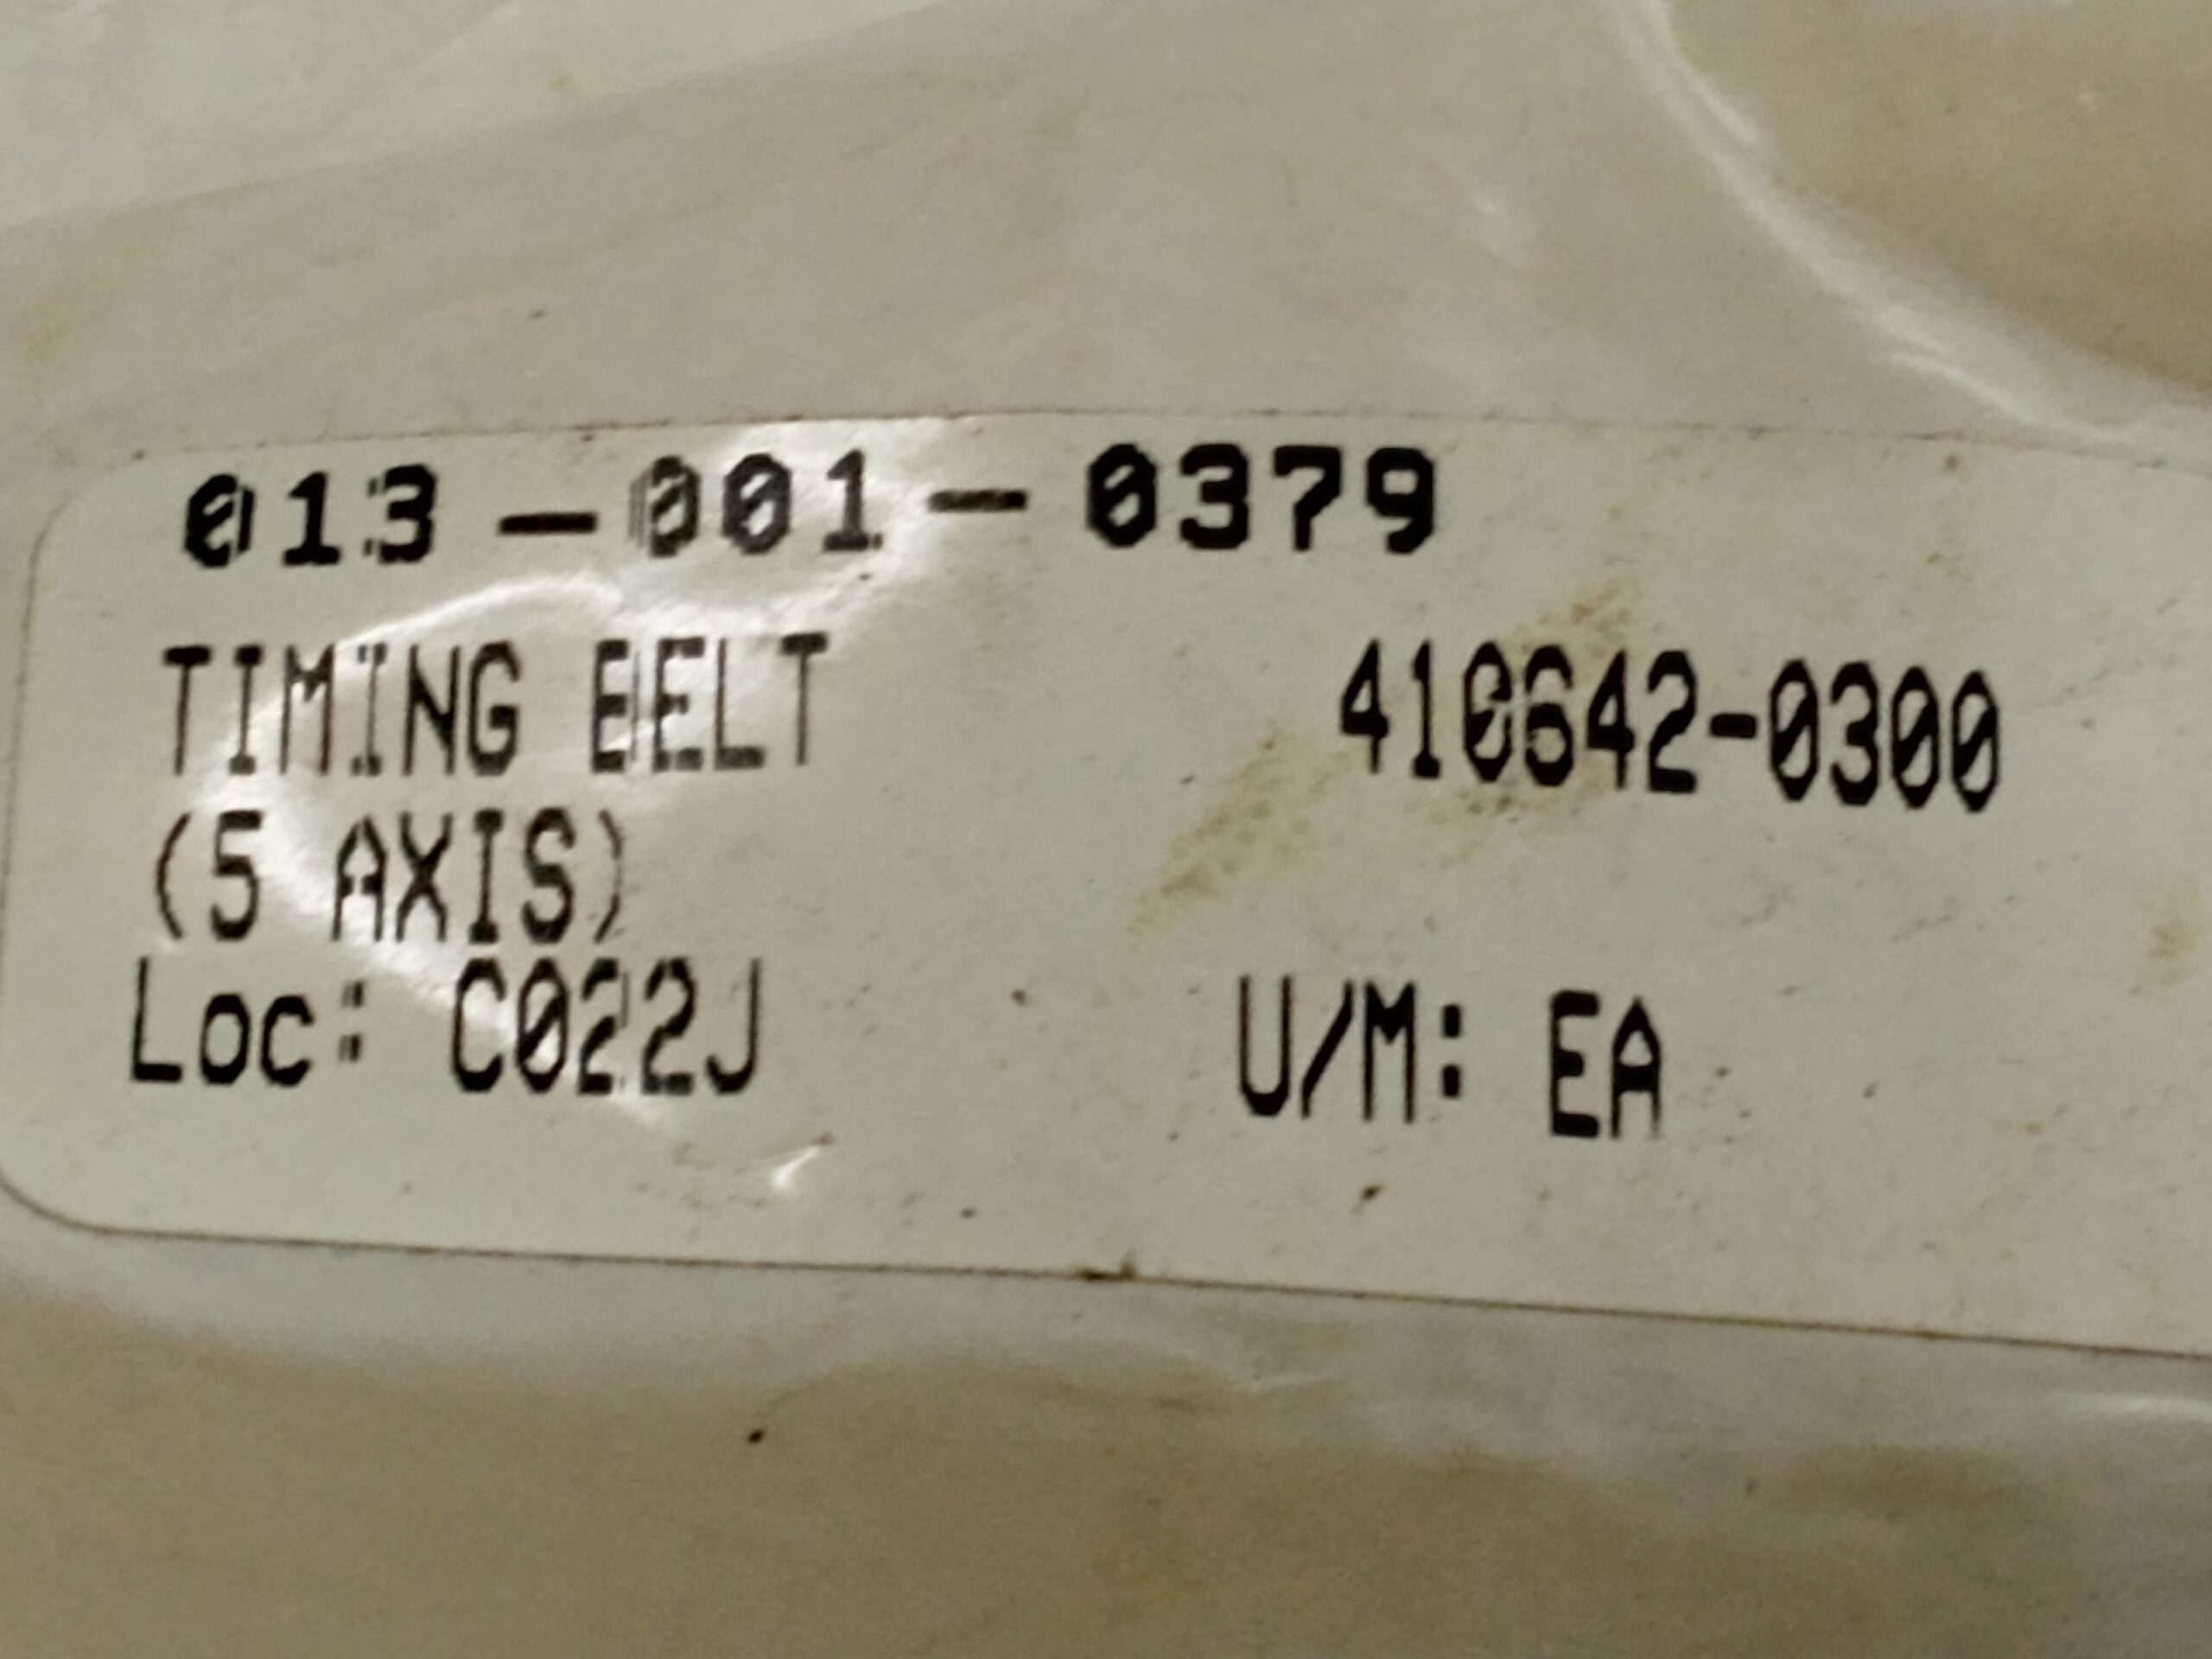 013-001-0379
TIMING BELT 410642-0300
(5 AXIS)
Loc: C022J U/M: EA